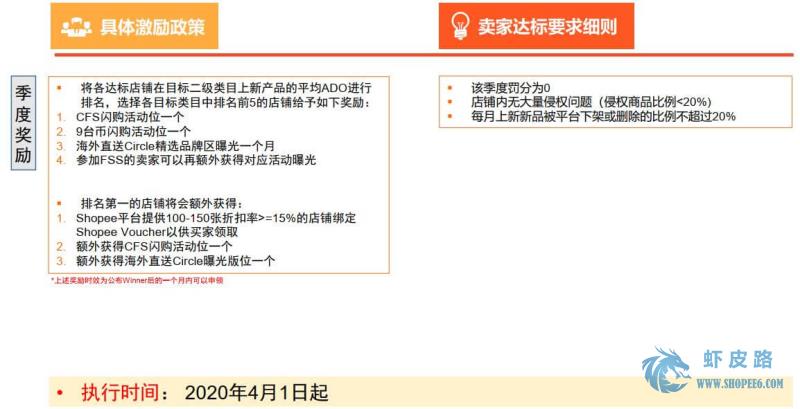 具体激励政策
卖家达标要求细则
季度奖励
▪ 将各达标店铺在目标二级类目上新产品的平均ADO进行
排名，选择各目标类目中排名前5的店铺给予如下奖励：
1. CFS闪购活动位一个
2. 9台币闪购活动位一个
3. 海外直送Circle精选品牌区曝光一个月
4. 参加FSS的卖家可以再额外获得对应活动曝光
▪ 排名第一的店铺将会额外获得：
1. Shopee平台提供100-150张折扣率>=15%的店铺绑定
Shopee Voucher以供买家领取
2. 额外获得CFS闪购活动位一个
3. 额外获得海外直送Circle曝光版位一个
*上述奖励时效为公布Winner后的一个月内可以申领
▪ 该季度罚分为0
▪ 店铺内无大量侵权问题（侵权商品比例<20%）
▪ 每月上新新品被平台下架或删除的比例不超过20%
• 执行时间： 2020年4月1日起
虾皮路
WWW.SHOPEE6.COM